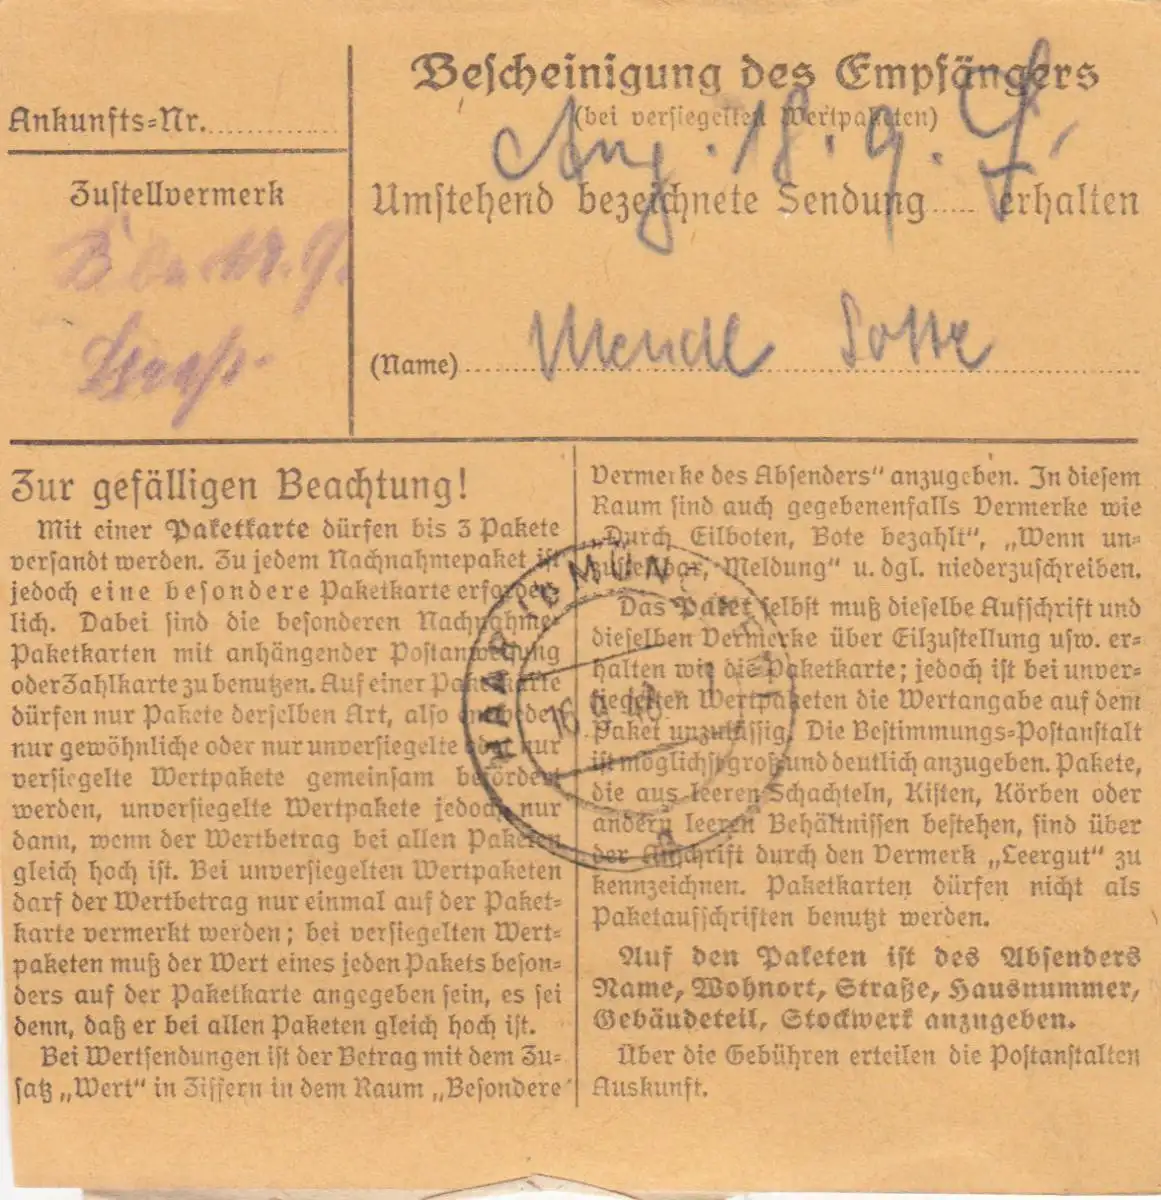 Ankunfts-Nr.
Zustellvermerk
Bescheinigung des Empfängers
(bei versiegelten Wertpaketen)
18. 9.
Umstehend bezeichnete Sendung ..... erhalten
(Name)
Zur gefälligen Beachtung!
Mit einer Paketkarte dürfen bis 3 Pakete
versandt werden. Zu jedem Nachnahmepaket ist
jedoch eine besondere Paketkarte erforder-
lich. Dabei sind die besonderen Nachnahme-
Paketkarten mit anhängender Postanweisung
oder Zahlkarte zu benutzen. Auf einer Paketkarte
dürfen nur Pakete derselben Art, also entweder
nur gewöhnliche oder nur unversiegelte oder nur
versiegelte Wertpakete gemeinsam befördert
werden, unversiegelte Wertpakete jedoch nur
dann, wenn der Wertbetrag bei allen Paketen
gleich hoch ist. Bei unversiegelten Wertpaketen
darf der Wertbetrag nur einmal auf der Paket-
karte vermerkt werden; bei versiegelten Wert-
paketen muß der Wert eines jeden Pakets beson-
ders auf der Paketkarte angegeben sein, es sei
denn, daß er bei allen Paketen gleich hoch ist.
Bei Wertsendungen ist der Betrag mit dem Zu-
satz „Wert“ in Ziffern in dem Raum „Besondere
Vermerke des Absenders“ anzugeben. In diesem
Raum sind auch gegebenenfalls Vermerke wie
„Durch Eilboten, Bote bezahlt“, „Wenn un-
zustellbar, Meldung“ u. dgl. niederzuschreiben.
Das Paket selbst muß dieselbe Aufschrift und
dieselben Vermerke über Eilzustellung usw. er-
halten wie die Paketkarte; jedoch ist bei unver-
siegelten Wertpaketen die Wertangabe auf dem
Paket unzulässig. Die Bestimmungs-Postanstalt
ist möglichst groß und deutlich anzugeben. Pakete,
die aus leeren Schachteln, Kisten, Körben oder
andern leeren Behältnissen bestehen, sind über
der Anschrift durch den Vermerk „Leergut“ zu
kennzeichnen. Paketkarten dürfen nicht als
Paketaufschriften benutzt werden.
Auf den Paketen ist des Absenders
Name, Wohnort, Straße, Hausnummer,
Gebäudeteil, Stockwerk anzugeben.
Über die Gebühren erteilen die Postanstalten
Auskunft.
HAAR (B MÜN